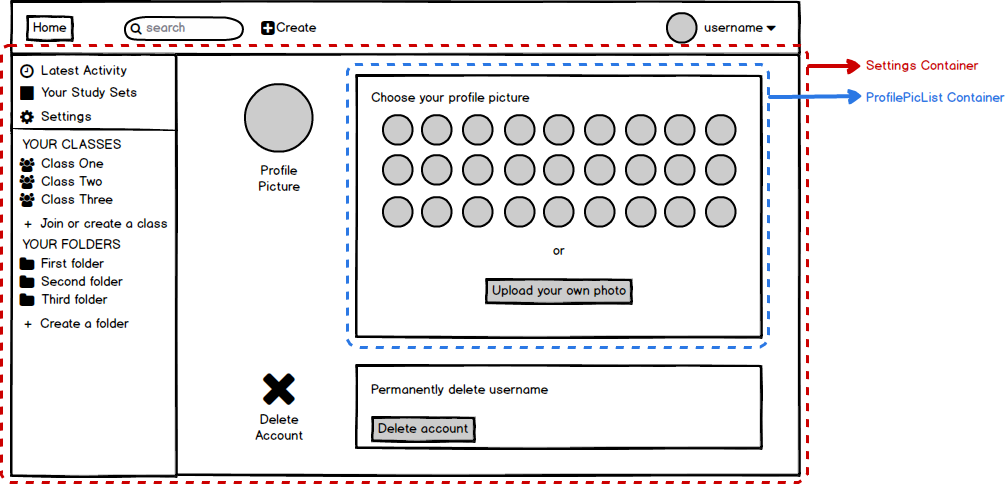 Home
search
Create
username
Settings Container
ProfilePicList Container
Latest Activity
Your Study Sets
Settings
YOUR CLASSES
Class One
Class Two
Class Three
+ Join or create a class
YOUR FOLDERS
First folder
Second folder
Third folder
+ Create a folder
Profile
Picture
Choose your profile picture
or
Upload your own photo
Delete
Account
Permanently delete username
Delete account